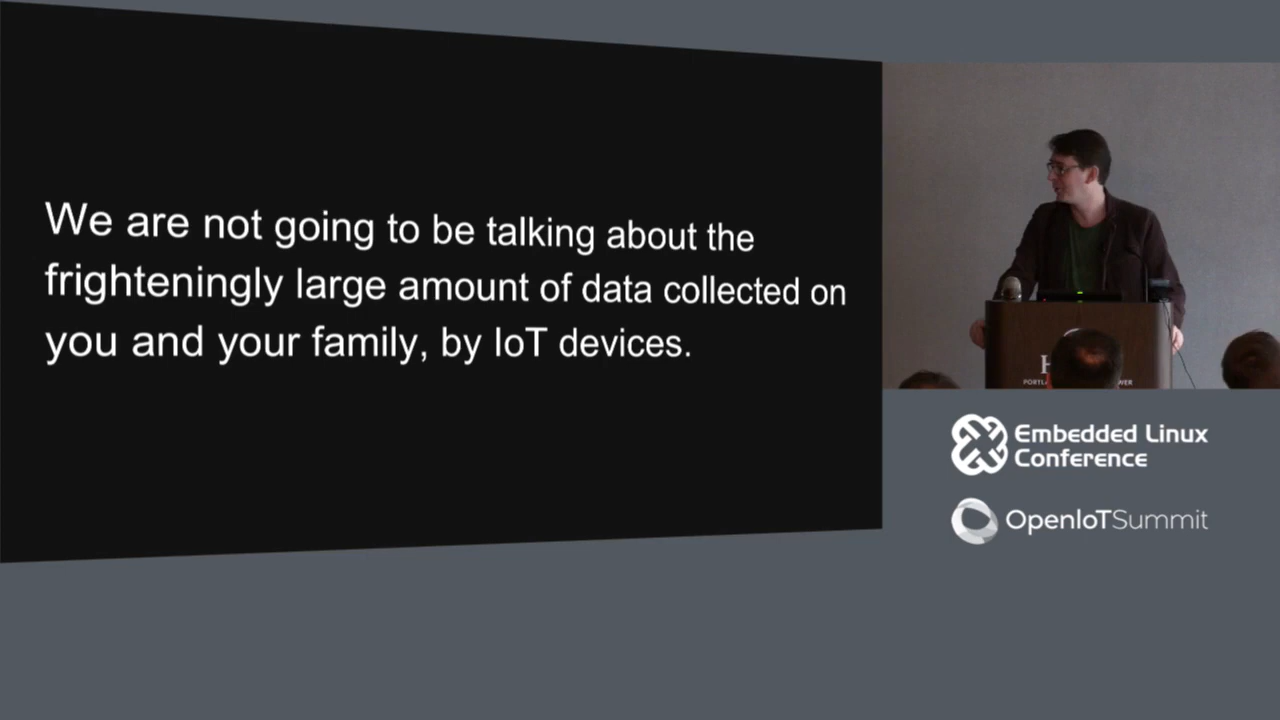 We are not going to be talking about the
frighteningly large amount of data collected on
you and your family, by IoT devices.
Embedded Linux
Conference
OpenIoTSummit